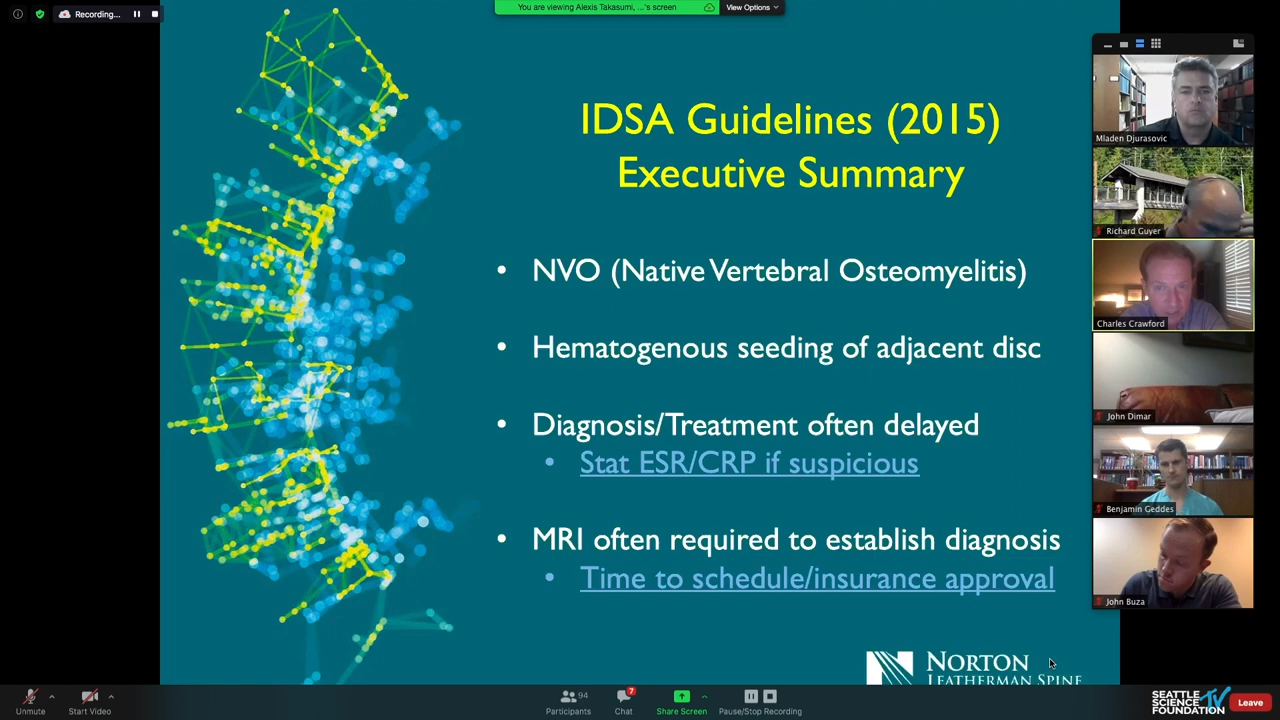 Recording...
You are viewing Alexis Takasumi, ...'s screen
View Options
IDSA Guidelines (2015)
Executive Summary
• NVO (Native Vertebral Osteomyelitis)
• Hematogenous seeding of adjacent disc
• Diagnosis/Treatment often delayed
• Stat ESR/CRP if suspicious
• MRI often required to establish diagnosis
• Time to schedule/insurance approval
NORTON
LEATHERMAN SPINE
Mladen Djurasovic
Richard Guyer
Charles Crawford
John Dimar
Benjamin Geddes
John Buza
Unmute
Start Video
94
Participants
7
Chat
Share Screen
Pause/Stop Recording
SEATTLE
SCIENCE
FOUNDATION
TV
Leave